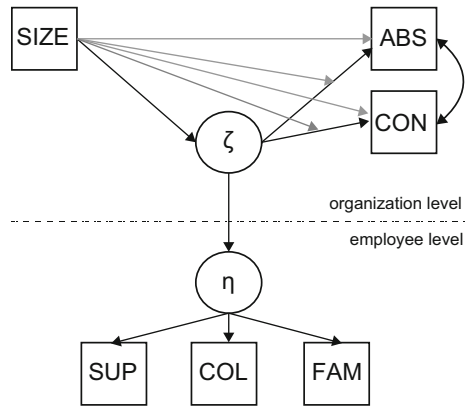 SIZE
ABS
CON
ζ
organization level
employee level
η
SUP
COL
FAM